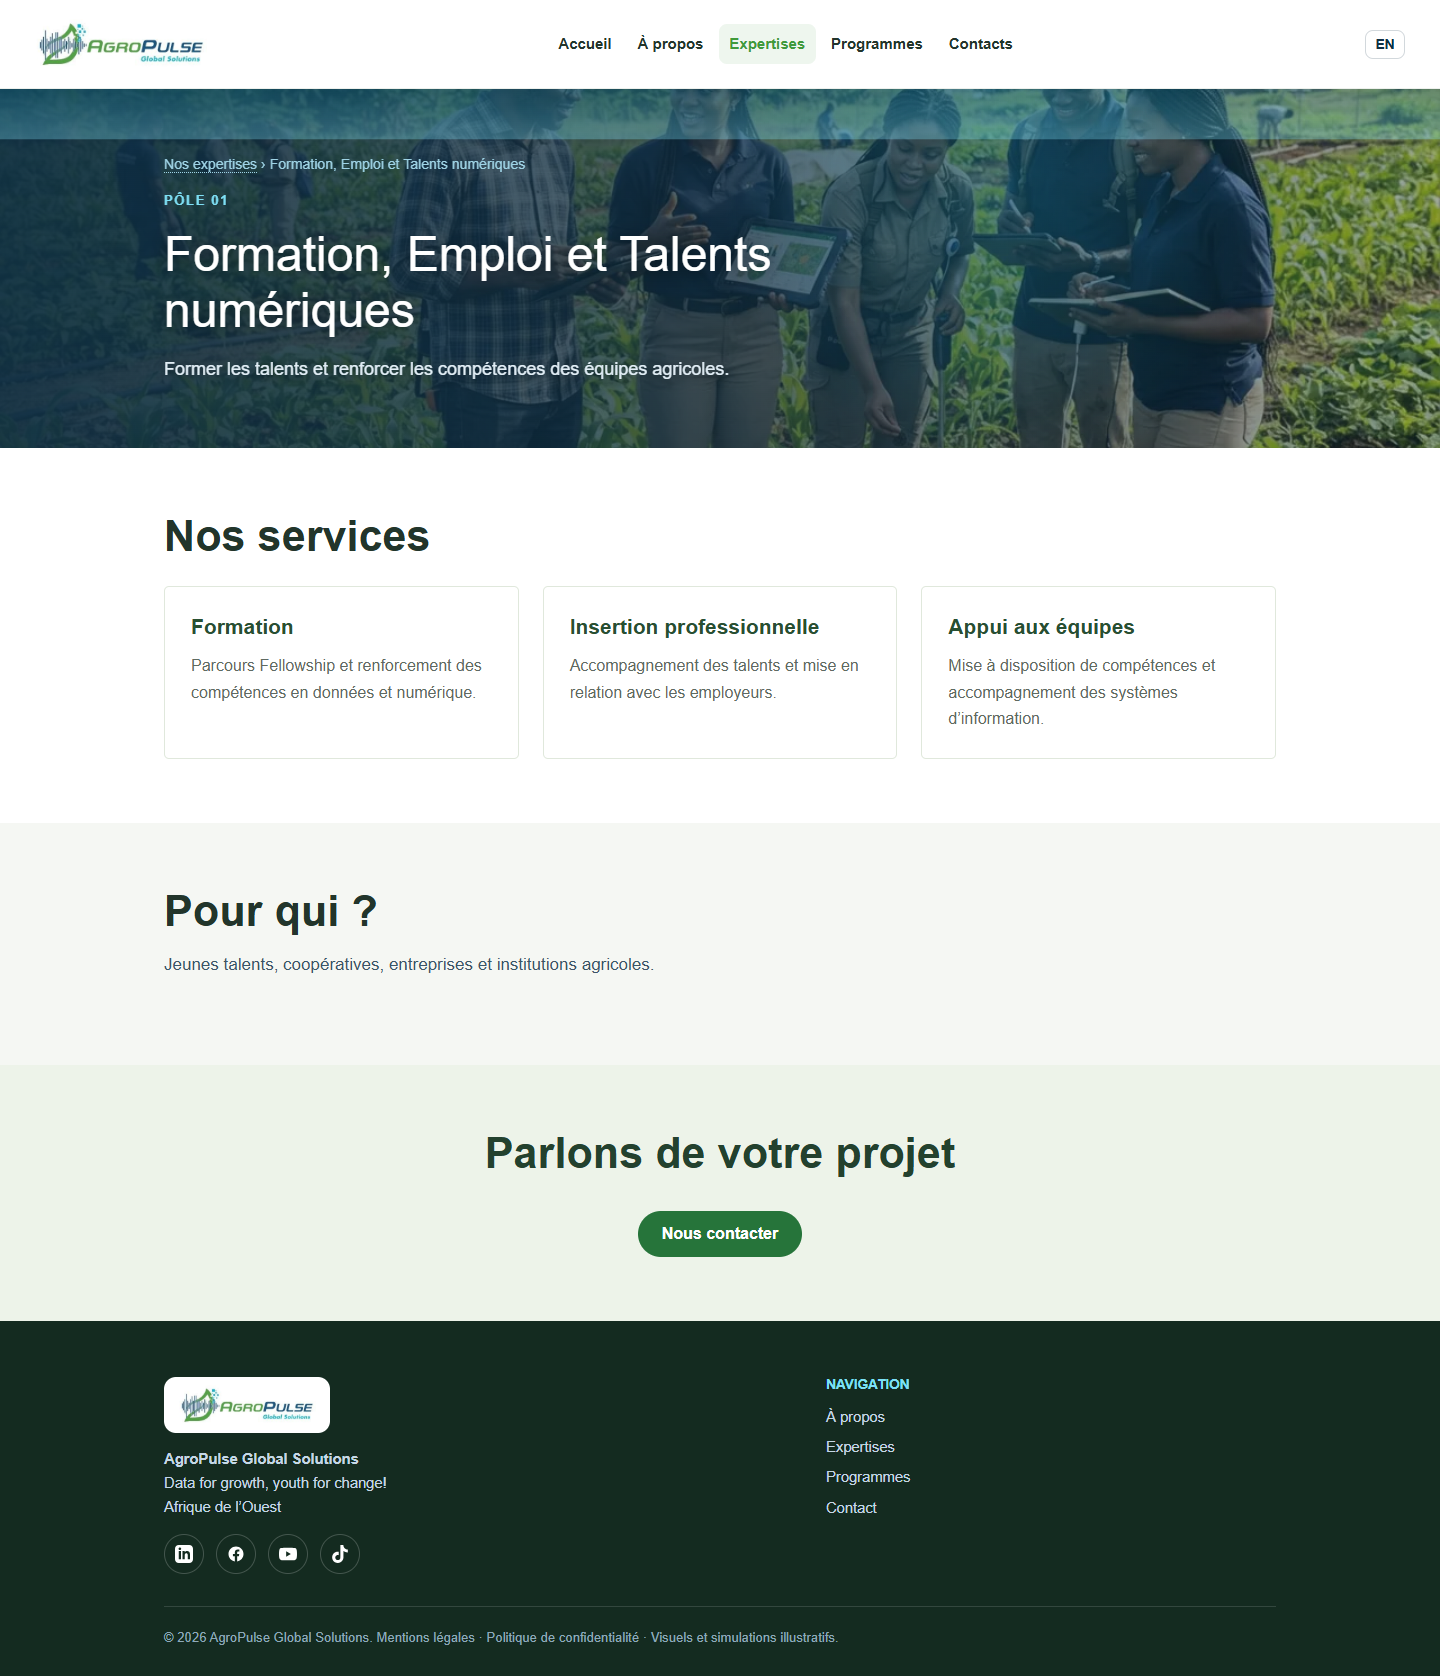 AGROPULSE
Global Solutions
Accueil
À propos
Expertises
Programmes
Contacts
EN
Nos expertises › Formation, Emploi et Talents numériques
PÔLE 01
Formation, Emploi et Talents
numériques
Former les talents et renforcer les compétences des équipes agricoles.
Nos services
Formation
Parcours Fellowship et renforcement des
compétences en données et numérique.
Insertion professionnelle
Accompagnement des talents et mise en
relation avec les employeurs.
Appui aux équipes
Mise à disposition de compétences et
accompagnement des systèmes
d’information.
Pour qui ?
Jeunes talents, coopératives, entreprises et institutions agricoles.
Parlons de votre projet
Nous contacter
AGROPULSE
Global Solutions
AgroPulse Global Solutions
Data for growth, youth for change!
Afrique de l’Ouest
NAVIGATION
À propos
Expertises
Programmes
Contact
© 2026 AgroPulse Global Solutions. Mentions légales · Politique de confidentialité · Visuels et simulations illustratifs.